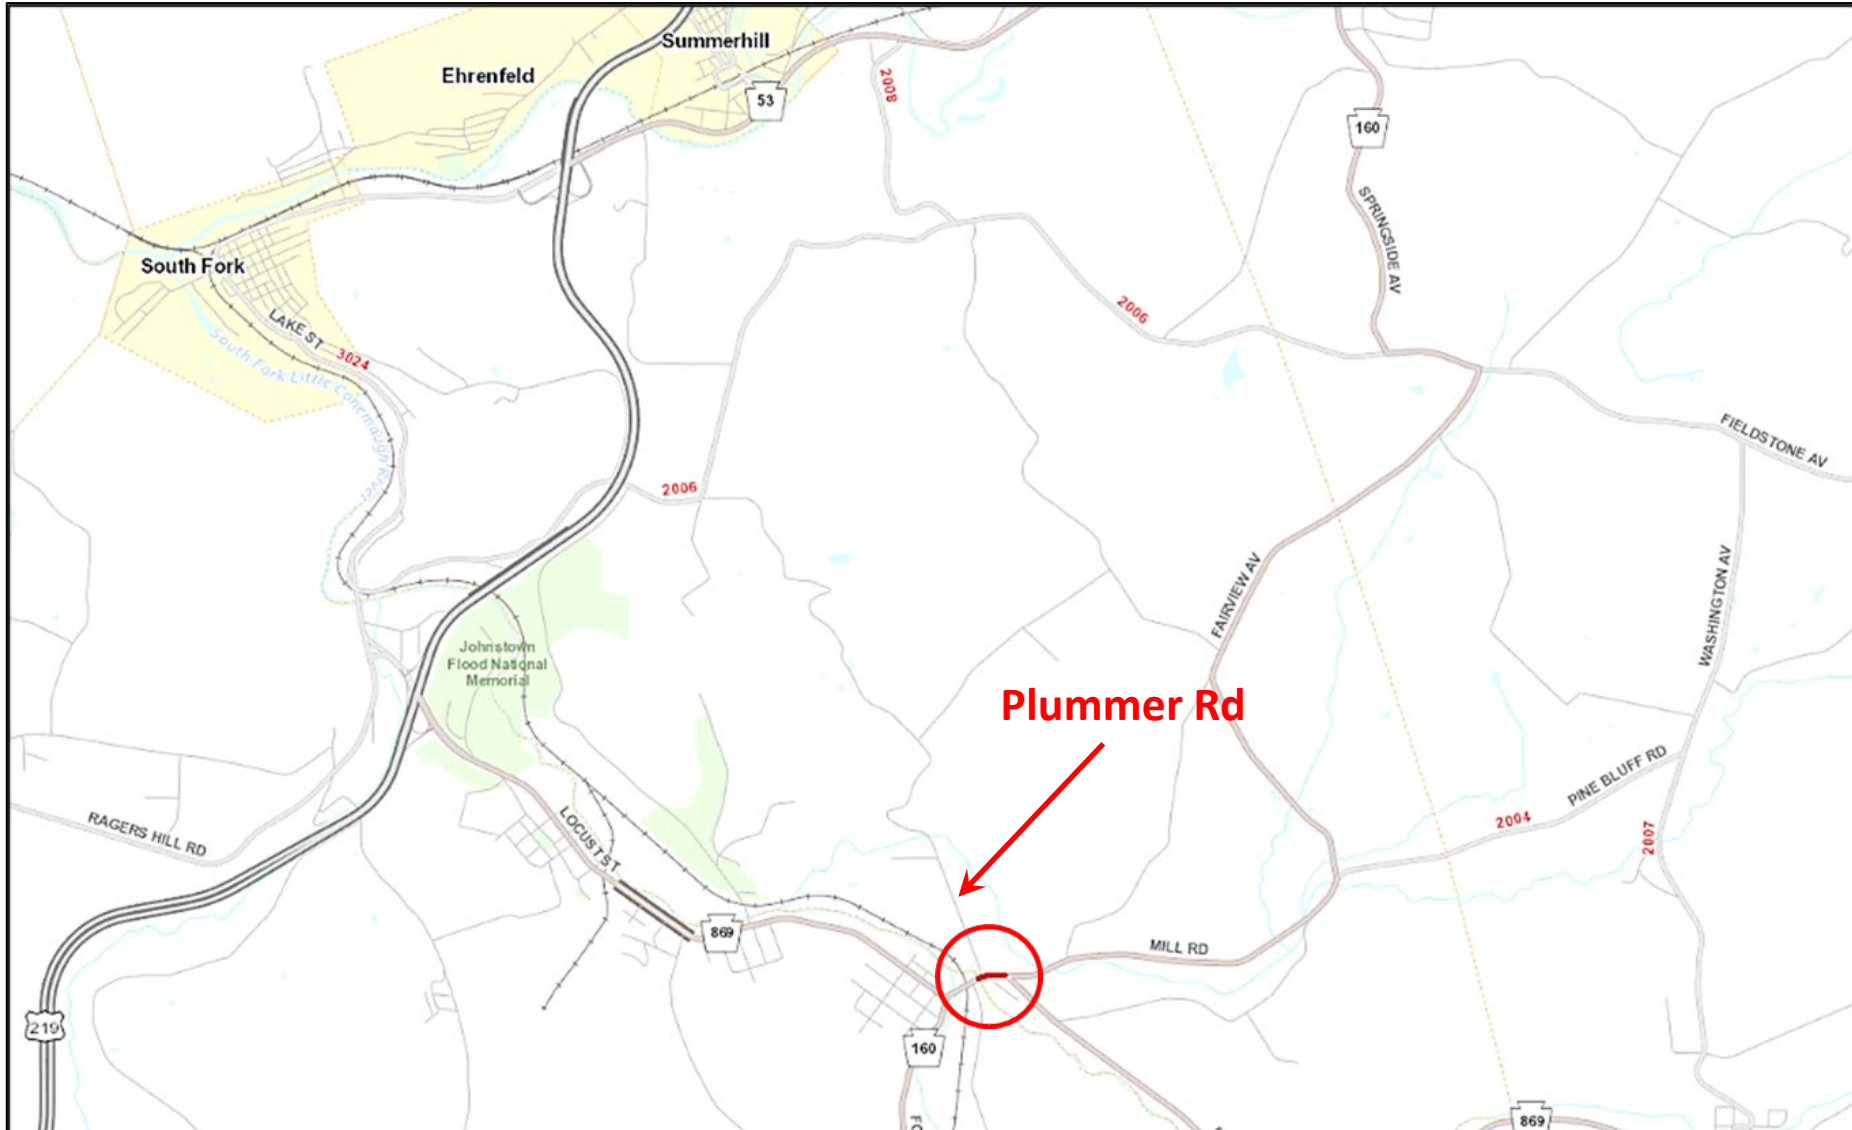 Summerhill
Ehrenfeld
53
2008
160
SPRINGSIDE AV
South Fork
LAKE ST
3024
South Fork Little Conemaugh River
2006
FIELDSTONE AV
2006
FAIRVIEW AV
WASHINGTON AV
Johnstown
Flood National
Memorial
Plummer Rd
PINE BLUFF RD
2004
2007
RAGERS HILL RD
LOCUST ST
869
MILL RD
219
160
869